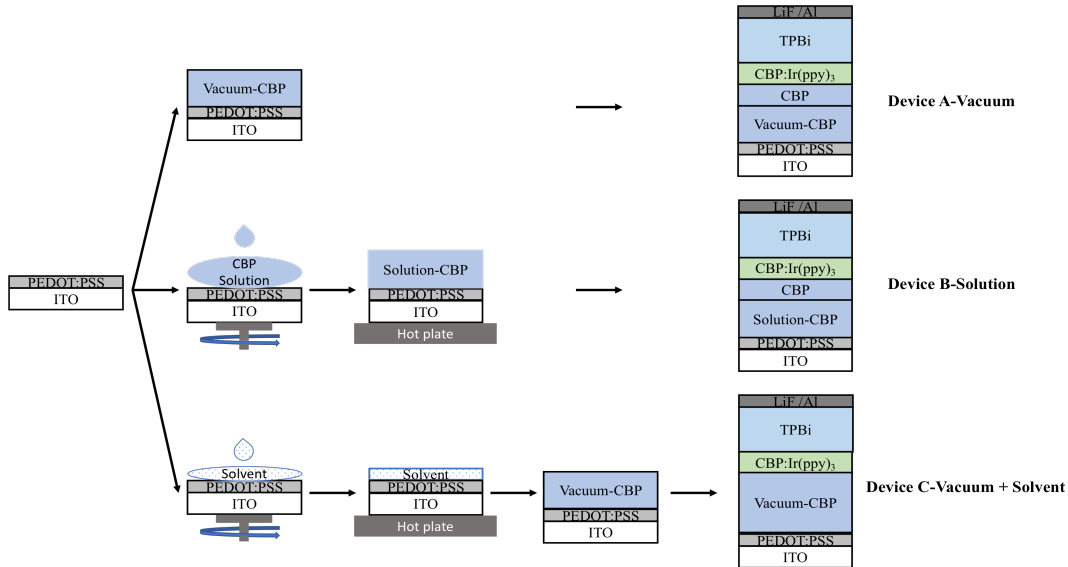 Vacuum-CBP
PEDOT:PSS
ITO
LiF /Al
TPBi
CBP:Ir(ppy)3
CBP
Vacuum-CBP
PEDOT:PSS
ITO
Device A-Vacuum
PEDOT:PSS
ITO
CBP
Solution
PEDOT:PSS
ITO
Solution-CBP
PEDOT:PSS
ITO
Hot plate
LiF /Al
TPBi
CBP:Ir(ppy)3
CBP
Solution-CBP
PEDOT:PSS
ITO
Device B-Solution
Solvent
PEDOT:PSS
ITO
Solvent
PEDOT:PSS
ITO
Hot plate
Vacuum-CBP
PEDOT:PSS
ITO
LiF /Al
TPBi
CBP:Ir(ppy)3
Vacuum-CBP
PEDOT:PSS
ITO
Device C-Vacuum + Solvent